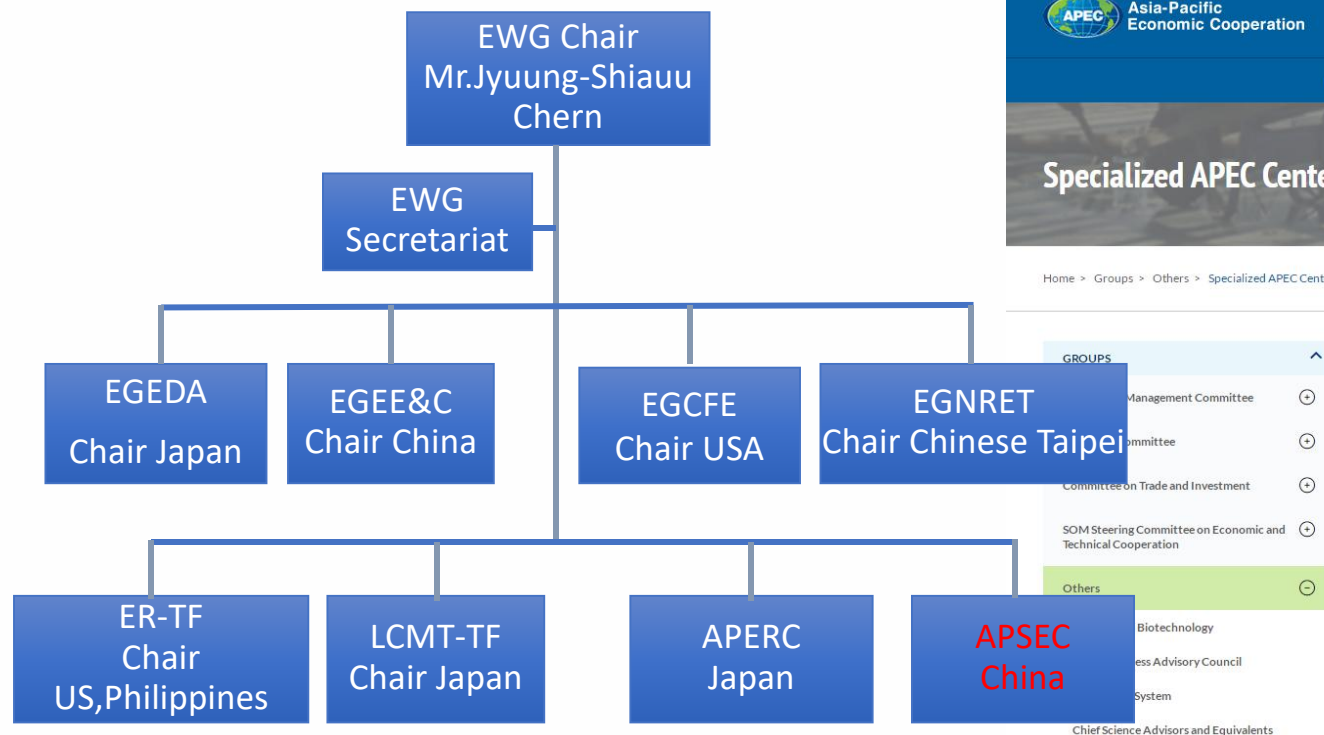 EWG Chair
Mr.Jyuung-Shiauu
Chern
EWG
Secretariat
EGEDA
Chair Japan
EGEE&C
Chair China
EGCFE
Chair USA
EGNRET
Chair Chinese Taipei
ER-TF
Chair
US,Philippines
LCMT-TF
Chair Japan
APERC
Japan
APSEC
China
APEC
Asia-Pacific
Economic Cooperation
Specialized APEC Cente
Home > Groups > Others > Specialized APEC Cent
GROUPS
Management Committee
ommittee
Committee on Trade and Investment
SOM Steering Committee on Economic and
Technical Cooperation
Others
Biotechnology
ess Advisory Council
System
Chief Science Advisors and Equivalents